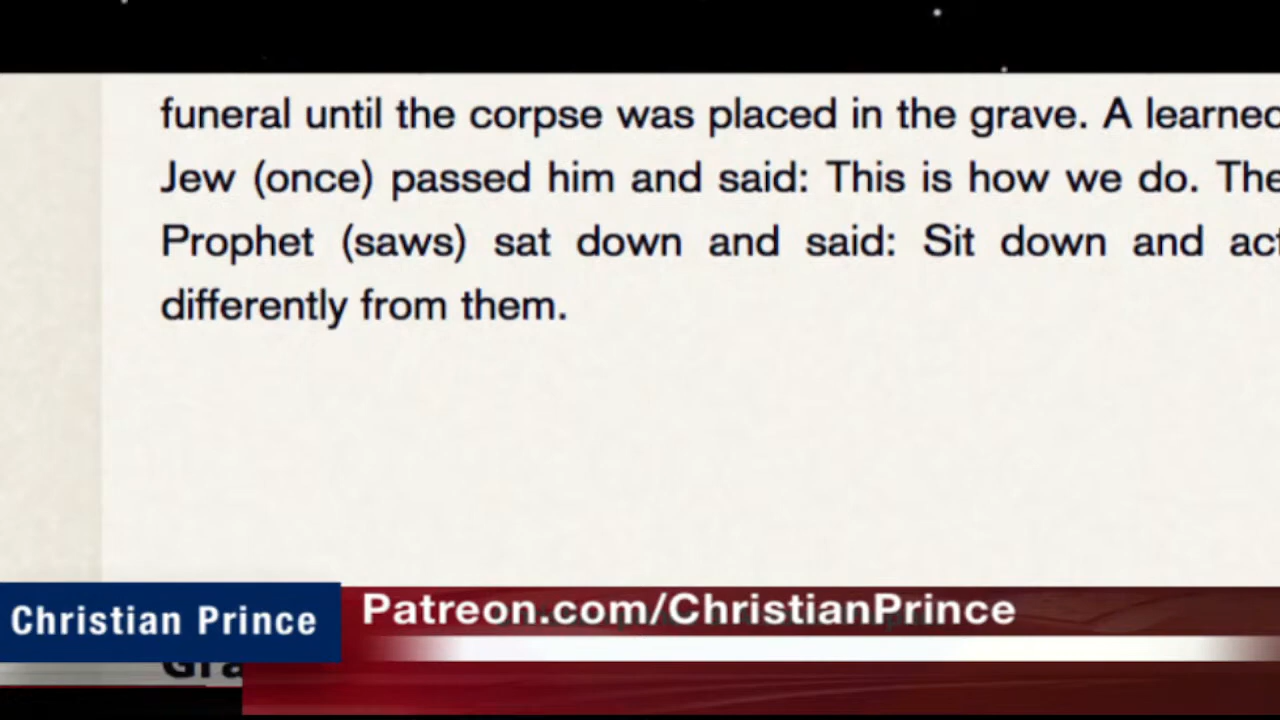 funeral until the corpse was placed in the grave. A learned
Jew (once) passed him and said: This is how we do. The
Prophet (saws) sat down and said: Sit down and act
differently from them.
Christian Prince
Patreon.com/ChristianPrince
Gra